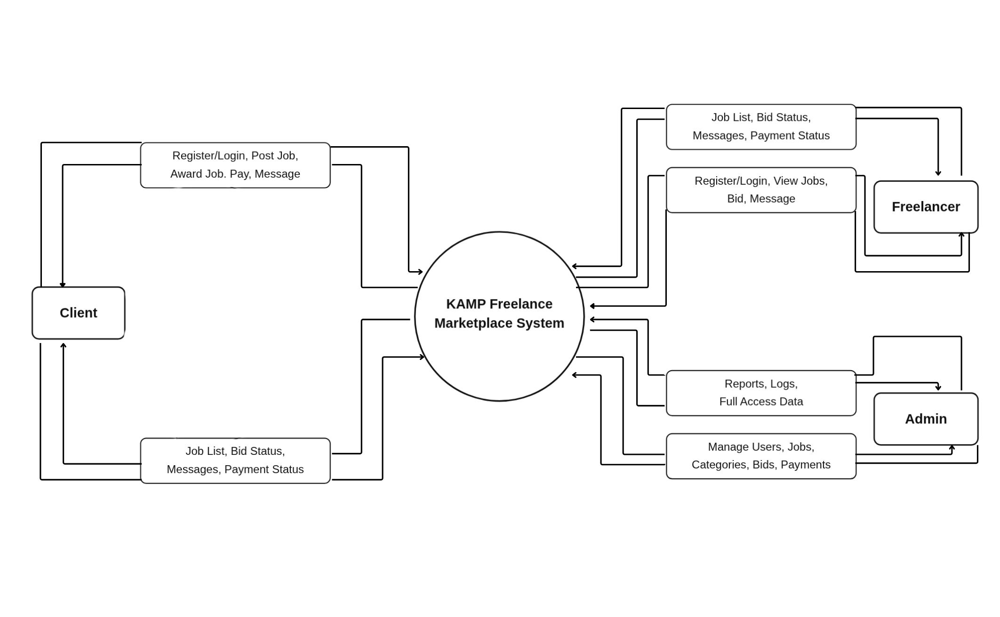 Register/Login, Post Job,
Award Job. Pay, Message
Client
Job List, Bid Status,
Messages, Payment Status
KAMP Freelance
Marketplace System
Job List, Bid Status,
Messages, Payment Status
Register/Login, View Jobs,
Bid, Message
Freelancer
Reports, Logs,
Full Access Data
Admin
Manage Users, Jobs,
Categories, Bids, Payments